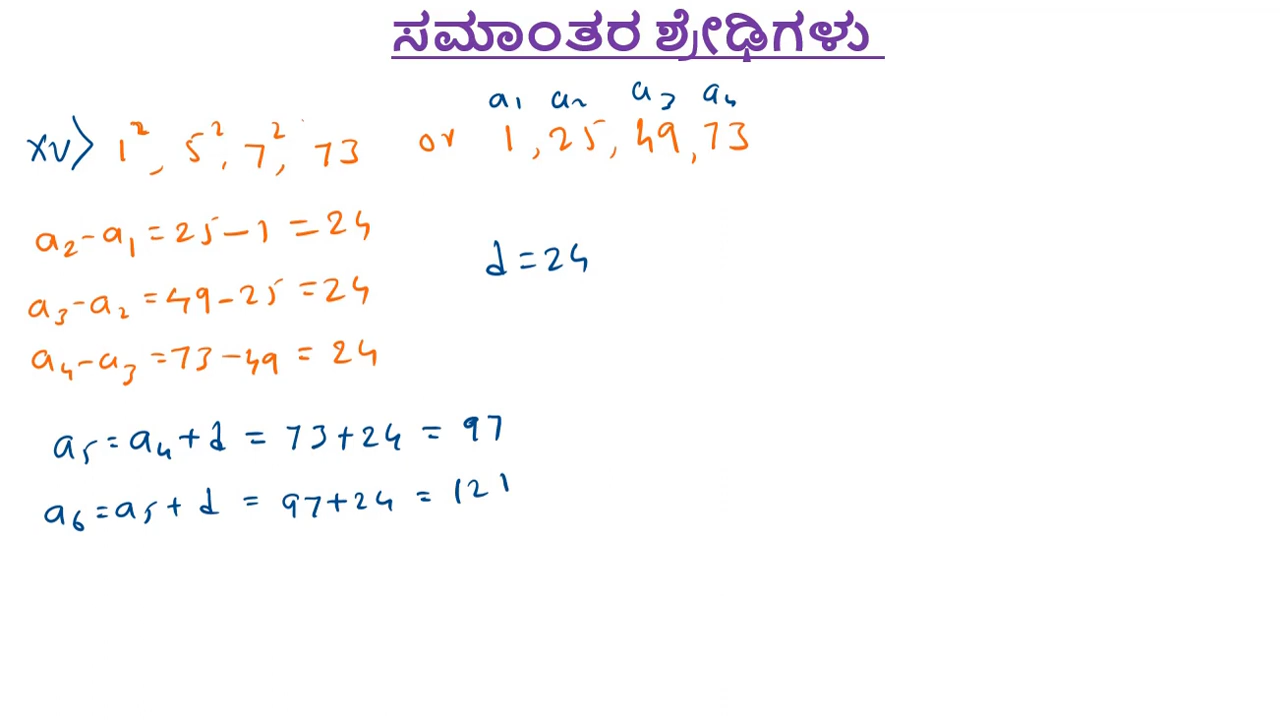 ಸಮಾಂತರ ಶ್ರೇಢಿಗಳು
a₁ a₂ a₃ a₄
xv> 1², 5², 7², 73 or 1, 25, 49, 73
a₂-a₁ = 25-1 = 24
d = 24
a₃-a₂ = 49-25 = 24
a₄-a₃ = 73-49 = 24
a₅ = a₄ + d = 73+24 = 97
a₆ = a₅ + d = 97+24 = 121